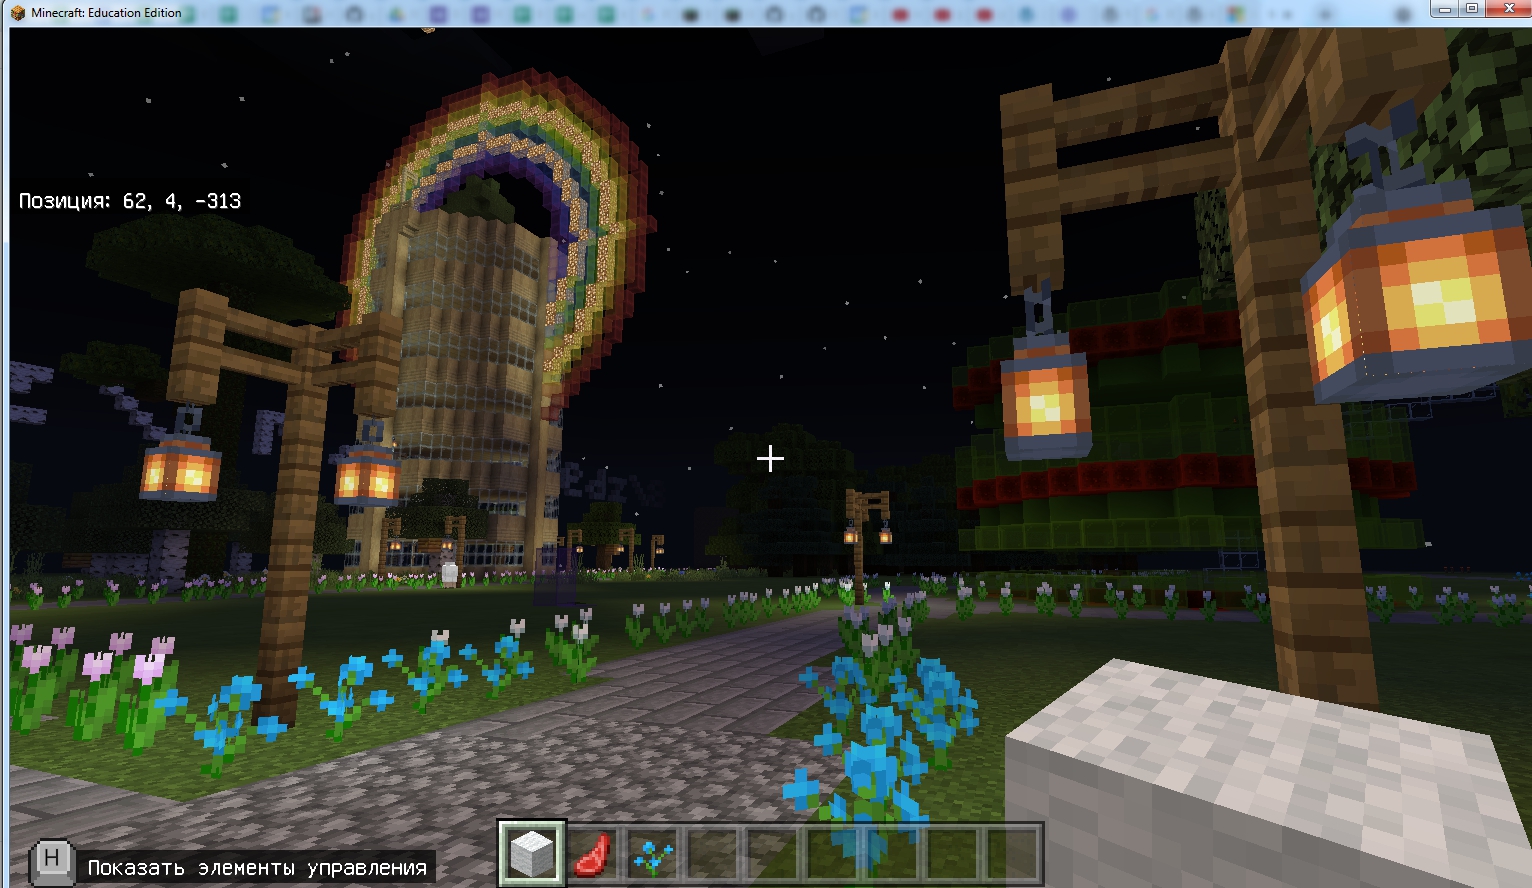 Minecraft: Education Edition
Позиция: 62, 4, -313
H
Показать элементы управления